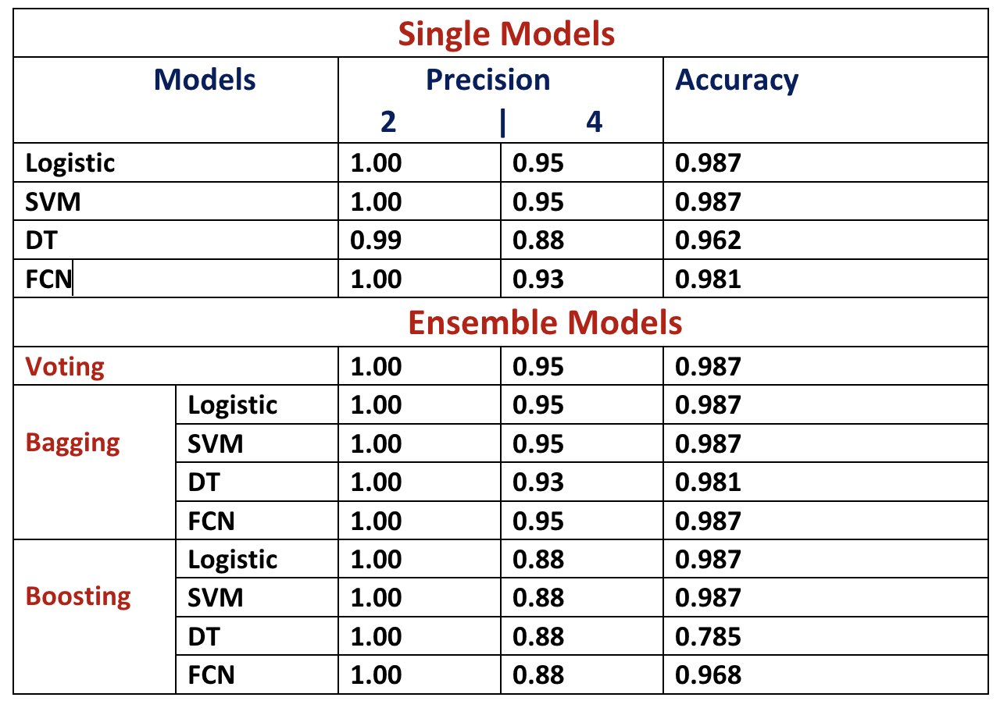 Single Models
Models Precision Accuracy
2 | 4
Logistic 1.00 0.95 0.987
SVM 1.00 0.95 0.987
DT 0.99 0.88 0.962
FCN 1.00 0.93 0.981
Ensemble Models
Voting 1.00 0.95 0.987
Bagging Logistic 1.00 0.95 0.987
SVM 1.00 0.95 0.987
DT 1.00 0.93 0.981
FCN 1.00 0.95 0.987
Boosting Logistic 1.00 0.88 0.987
SVM 1.00 0.88 0.987
DT 1.00 0.88 0.785
FCN 1.00 0.88 0.968